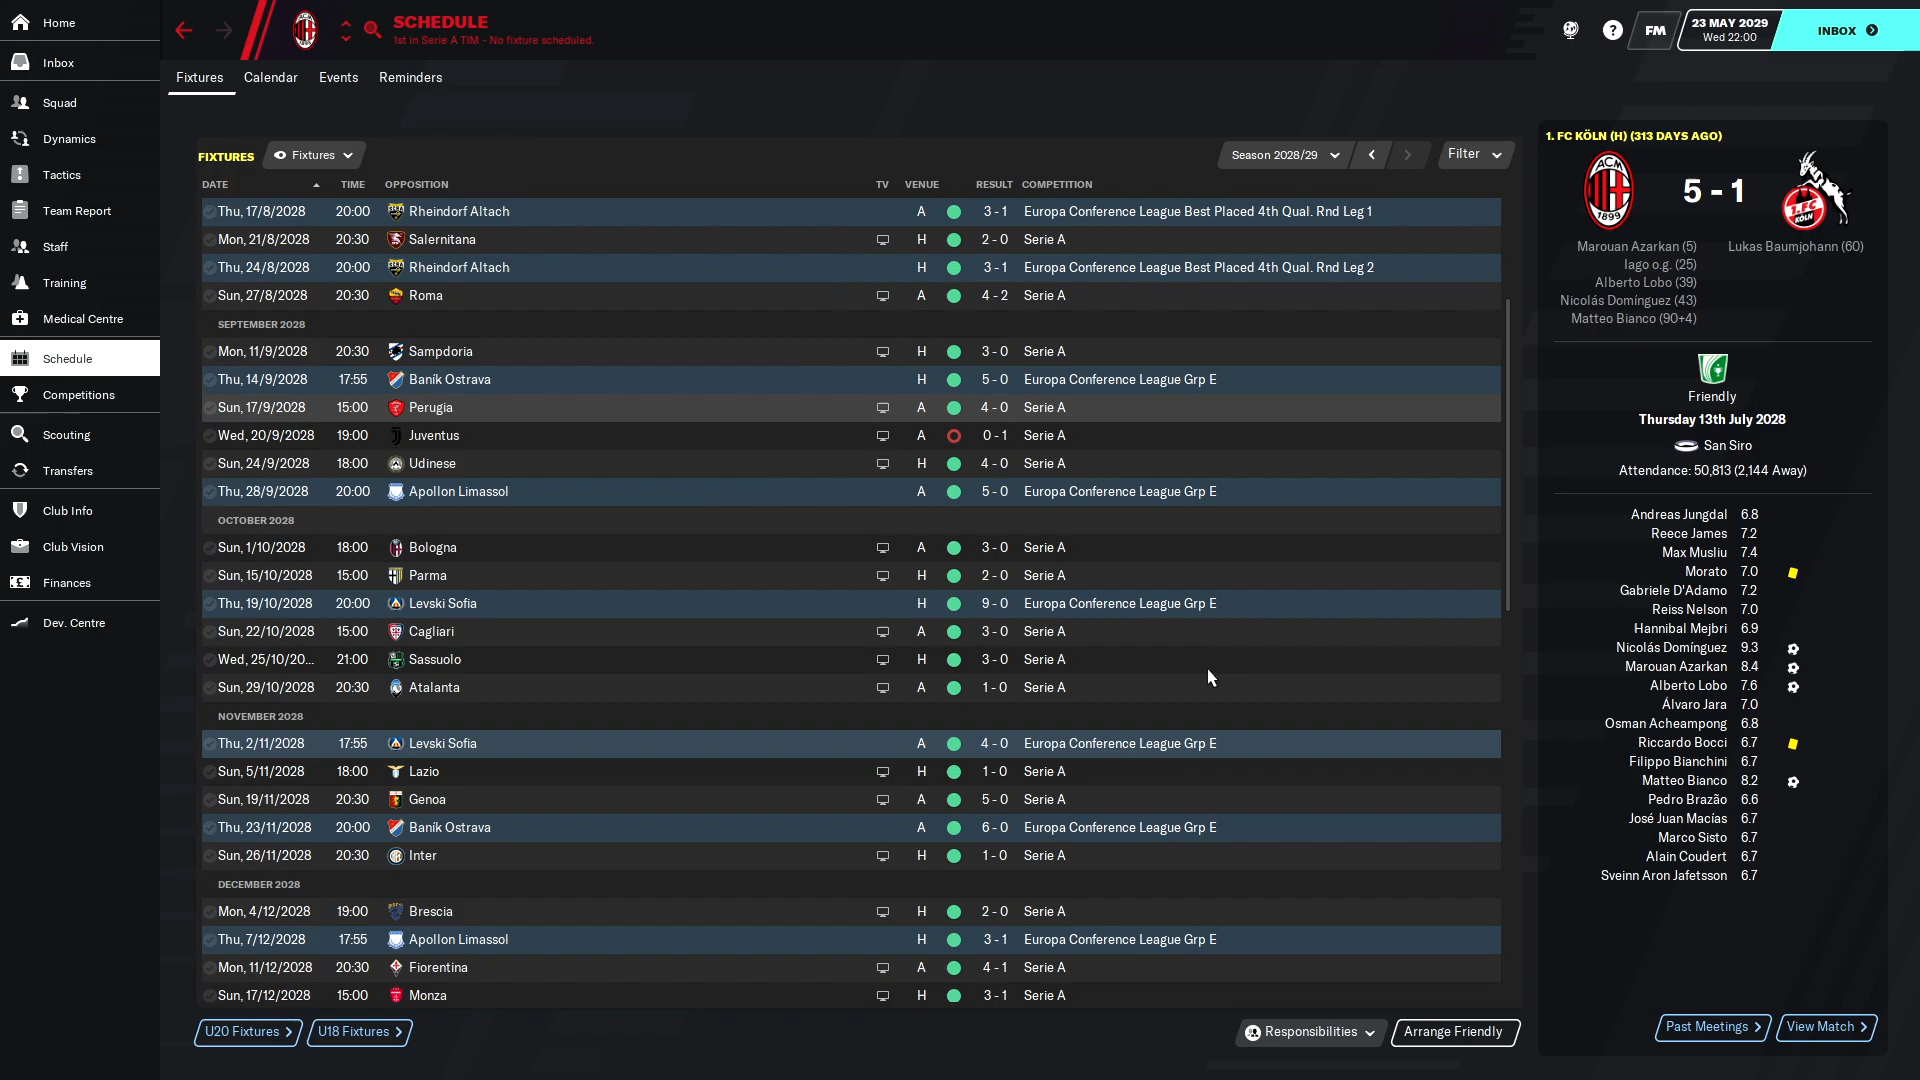 Home
Inbox
Squad
Dynamics
Tactics
Team Report
Staff
Training
Medical Centre
Schedule
Competitions
Scouting
Transfers
Club Info
Club Vision
Finances
Dev. Centre
SCHEDULE
1st in Serie A TIM - No fixture scheduled.
FM
23 MAY 2029
Wed 22:00
INBOX
Fixtures Calendar Events Reminders
FIXTURES Fixtures Season 2028/29 Filter
DATE TIME OPPOSITION TV VENUE RESULT COMPETITION
Thu, 17/8/2028 20:00 Rheindorf Altach A 3 - 1 Europa Conference League Best Placed 4th Qual. Rnd Leg 1
Mon, 21/8/2028 20:30 Salernitana H 2 - 0 Serie A
Thu, 24/8/2028 20:00 Rheindorf Altach H 3 - 1 Europa Conference League Best Placed 4th Qual. Rnd Leg 2
Sun, 27/8/2028 20:30 Roma A 4 - 2 Serie A
SEPTEMBER 2028
Mon, 11/9/2028 20:30 Sampdoria H 3 - 0 Serie A
Thu, 14/9/2028 17:55 Baník Ostrava H 5 - 0 Europa Conference League Grp E
Sun, 17/9/2028 15:00 Perugia A 4 - 0 Serie A
Wed, 20/9/2028 19:00 Juventus A 0 - 1 Serie A
Sun, 24/9/2028 18:00 Udinese H 4 - 0 Serie A
Thu, 28/9/2028 20:00 Apollon Limassol A 5 - 0 Europa Conference League Grp E
OCTOBER 2028
Sun, 1/10/2028 18:00 Bologna A 3 - 0 Serie A
Sun, 15/10/2028 15:00 Parma H 2 - 0 Serie A
Thu, 19/10/2028 20:00 Levski Sofia H 9 - 0 Europa Conference League Grp E
Sun, 22/10/2028 15:00 Cagliari A 3 - 0 Serie A
Wed, 25/10/20... 21:00 Sassuolo H 3 - 0 Serie A
Sun, 29/10/2028 20:30 Atalanta A 1 - 0 Serie A
NOVEMBER 2028
Thu, 2/11/2028 17:55 Levski Sofia A 4 - 0 Europa Conference League Grp E
Sun, 5/11/2028 18:00 Lazio H 1 - 0 Serie A
Sun, 19/11/2028 20:30 Genoa A 5 - 0 Serie A
Thu, 23/11/2028 20:00 Baník Ostrava A 6 - 0 Europa Conference League Grp E
Sun, 26/11/2028 20:30 Inter H 1 - 0 Serie A
DECEMBER 2028
Mon, 4/12/2028 19:00 Brescia H 2 - 0 Serie A
Thu, 7/12/2028 17:55 Apollon Limassol H 3 - 1 Europa Conference League Grp E
Mon, 11/12/2028 20:30 Fiorentina A 4 - 1 Serie A
Sun, 17/12/2028 15:00 Monza H 3 - 1 Serie A
U20 Fixtures U18 Fixtures Responsibilities Arrange Friendly
1. FC KÖLN (H) (313 DAYS AGO)
ACM
1899
5 - 1
1.FC
KÖLN
Marouan Azarkan (5) Lukas Baumjohann (60)
Iago o.g. (25)
Alberto Lobo (39)
Nicolás Domínguez (43)
Matteo Bianco (90+4)
Friendly
Thursday 13th July 2028
San Siro
Attendance: 50,813 (2,144 Away)
Andreas Jungdal 6.8
Reece James 7.2
Max Musliu 7.4
Morato 7.0
Gabriele D'Adamo 7.2
Reiss Nelson 7.0
Hannibal Mejbri 6.9
Nicolás Domínguez 9.3
Marouan Azarkan 8.4
Alberto Lobo 7.6
Álvaro Jara 7.0
Osman Acheampong 6.8
Riccardo Bocci 6.7
Filippo Bianchini 6.7
Matteo Bianco 8.2
Pedro Brazão 6.6
José Juan Macías 6.7
Marco Sisto 6.7
Alain Coudert 6.7
Sveinn Aron Jafetsson 6.7
Past Meetings View Match